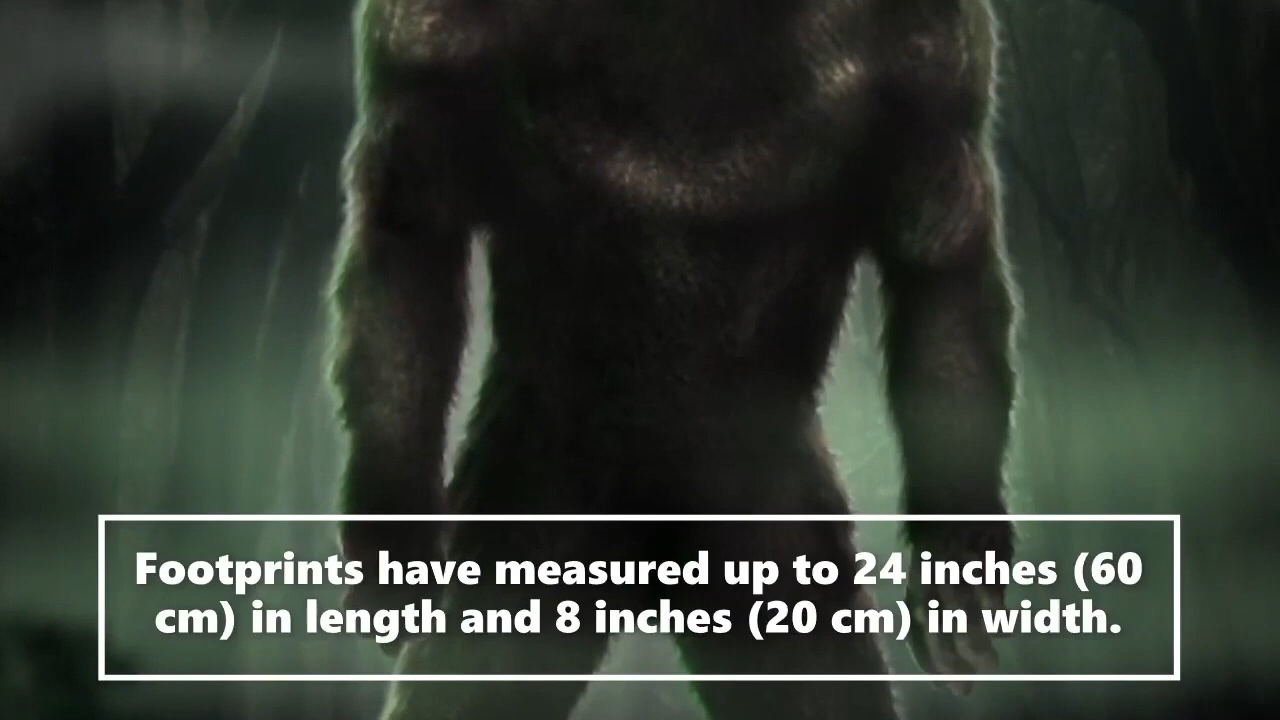 Footprints have measured up to 24 inches (60
cm) in length and 8 inches (20 cm) in width.